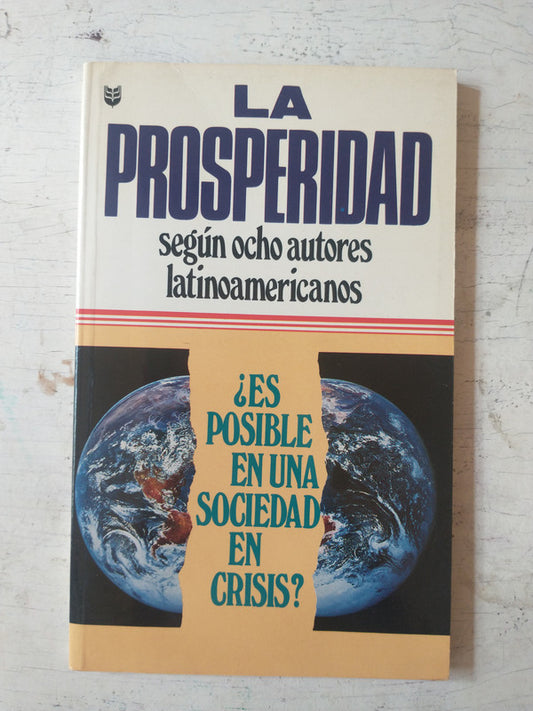 LA
PROSPERIDAD
según ocho autores
latinoamericanos
¿ES
POSIBLE
EN UNA
SOCIEDAD
EN
CRISIS?